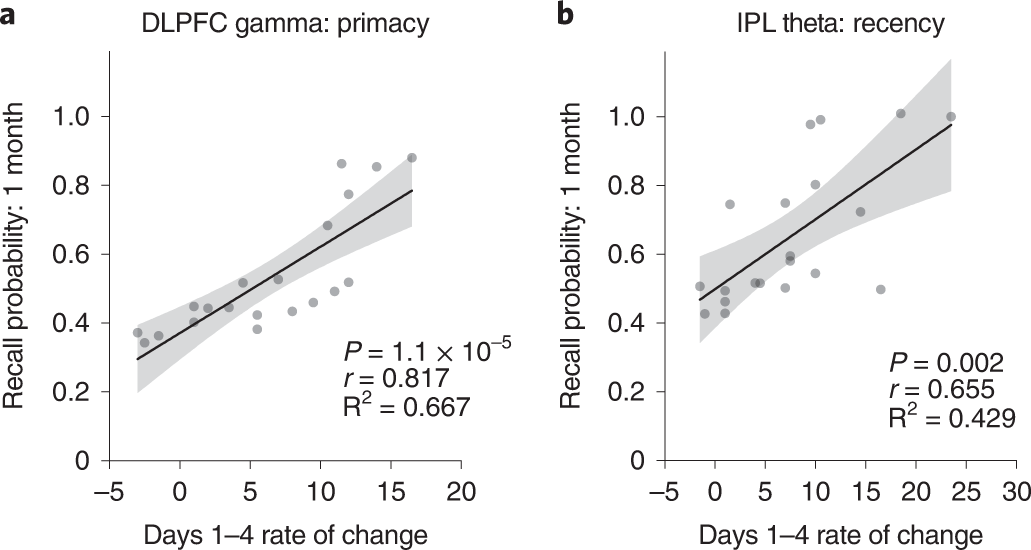 a
DLPFC gamma: primacy
Recall probability: 1 month
1.0
0.8
0.6
0.4
0.2
0
P = 1.1 × 10⁻⁵
r = 0.817
R² = 0.667
–5 0 5 10 15 20
Days 1–4 rate of change
b
IPL theta: recency
Recall probability: 1 month
1.0
0.8
0.6
0.4
0.2
0
P = 0.002
r = 0.655
R² = 0.429
–5 0 5 10 15 20 25 30
Days 1–4 rate of change